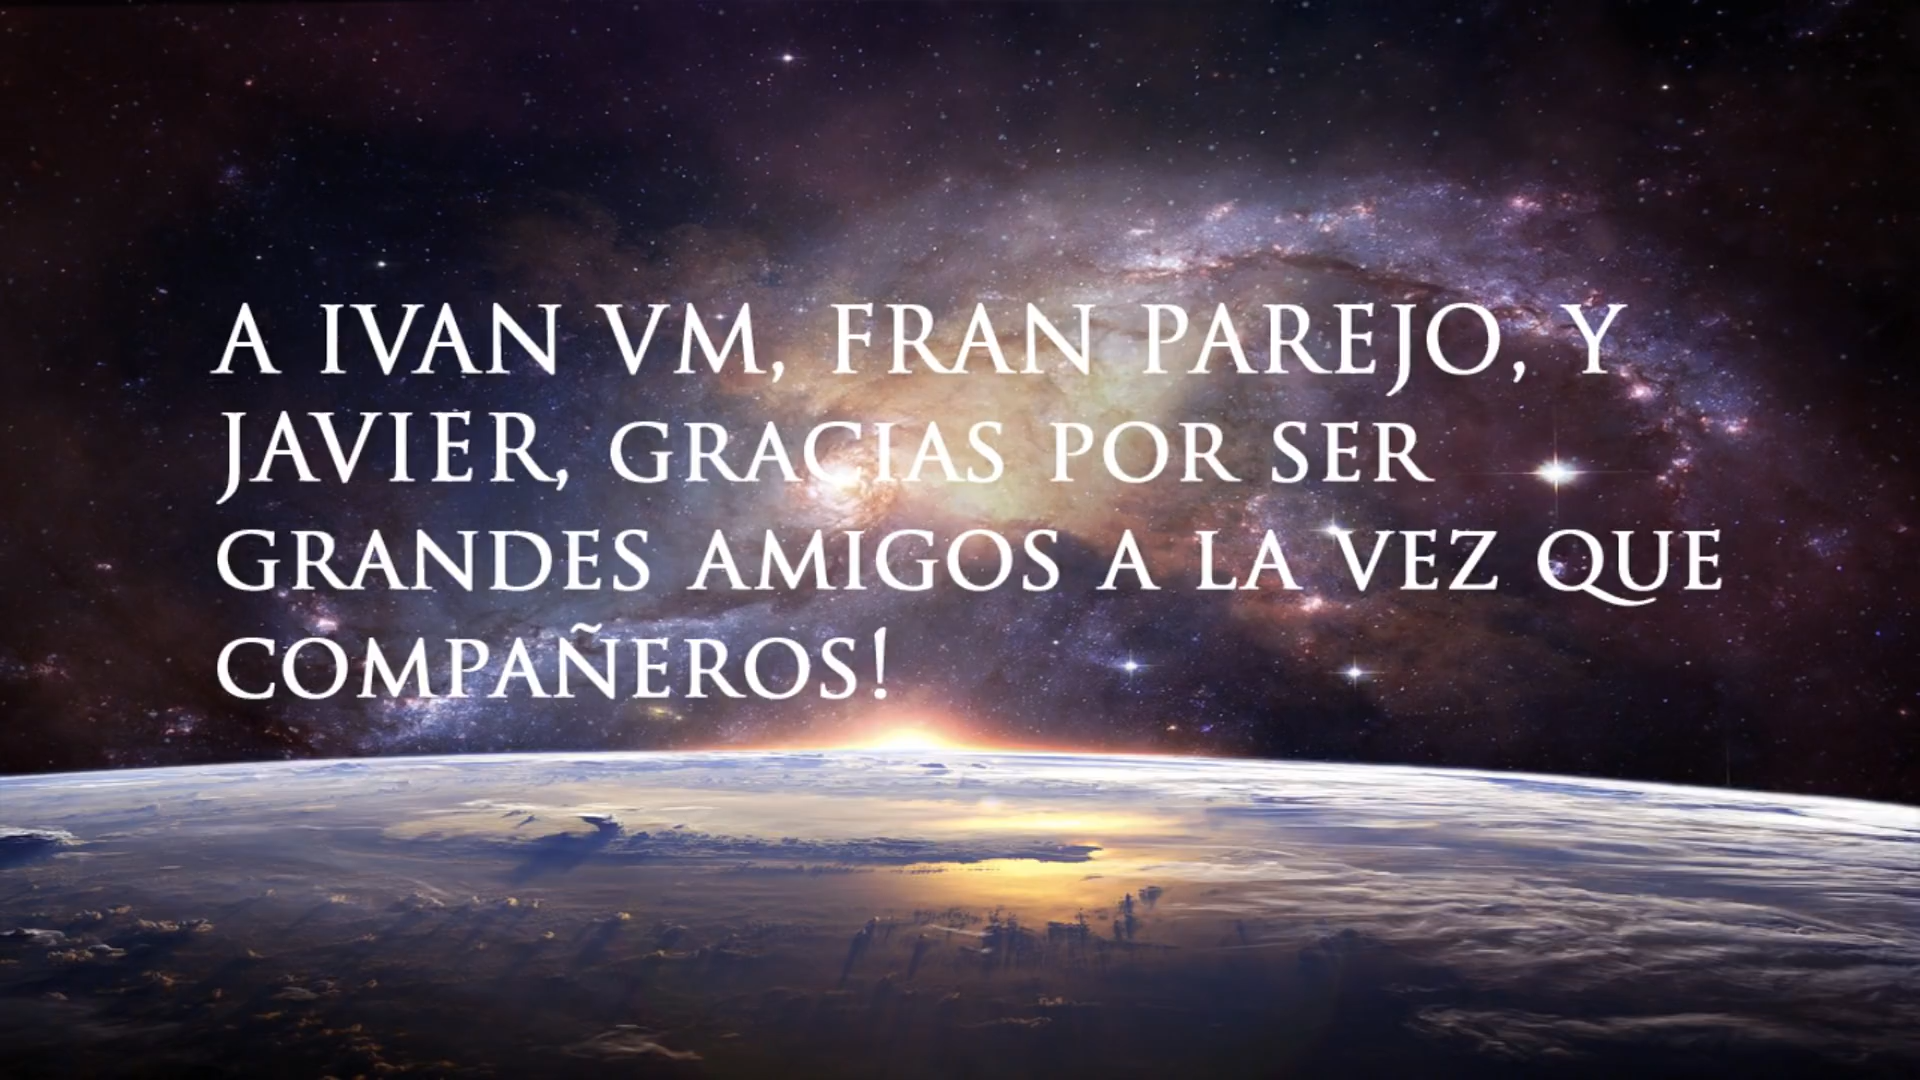 A IVAN VM, FRAN PAREJO, Y
JAVIER, GRACIAS POR SER
GRANDES AMIGOS A LA VEZ QUE
COMPAÑEROS!